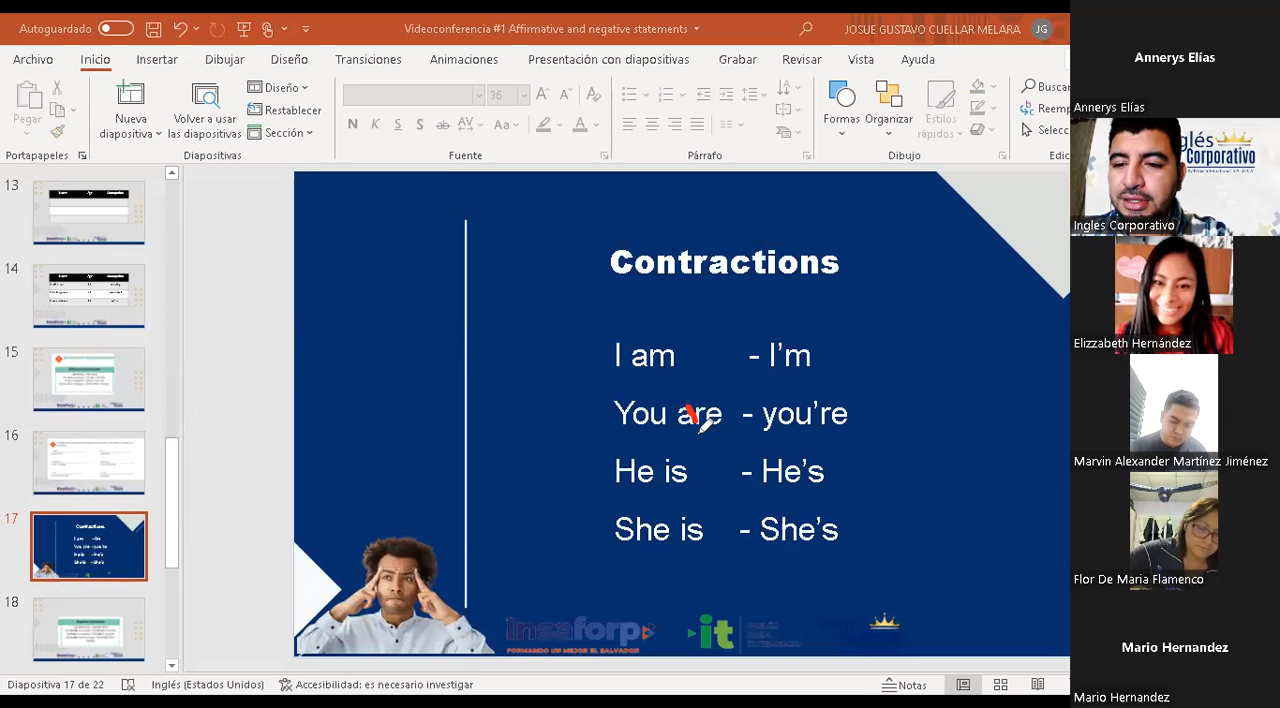 Autoguardado
Videoconferencia #1 Affirmative and negative statements
JOSUE GUSTAVO CUELLAR MELARA
JG
Archivo Inicio Insertar Dibujar Diseño Transiciones Animaciones Presentación con diapositivas Grabar Revisar Vista Ayuda
Pegar
Nueva diapositiva
Volver a usar las diapositivas
Diseño
Restablecer
Sección
36
Formas
Organizar
Estilos rápidos
Buscar
Portapapeles
Diapositivas
Fuente
Párrafo
Dibujo
13
14
15
16
17
18
Contractions
I am - I'm
You are - you're
He is - He's
She is - She's
insaforp
FORMANDO UN MEJOR EL SALVADOR
it
Diapositiva 17 de 22
Inglés (Estados Unidos)
Accesibilidad: es necesario investigar
Notas
Annerys Elías
Annerys Elías
Corporativo
Ingles Corporativo
Elizzabeth Hernández
Marvin Alexander Martínez Jiménez
Flor De Maria Flamenco
Mario Hernandez
Mario Hernandez